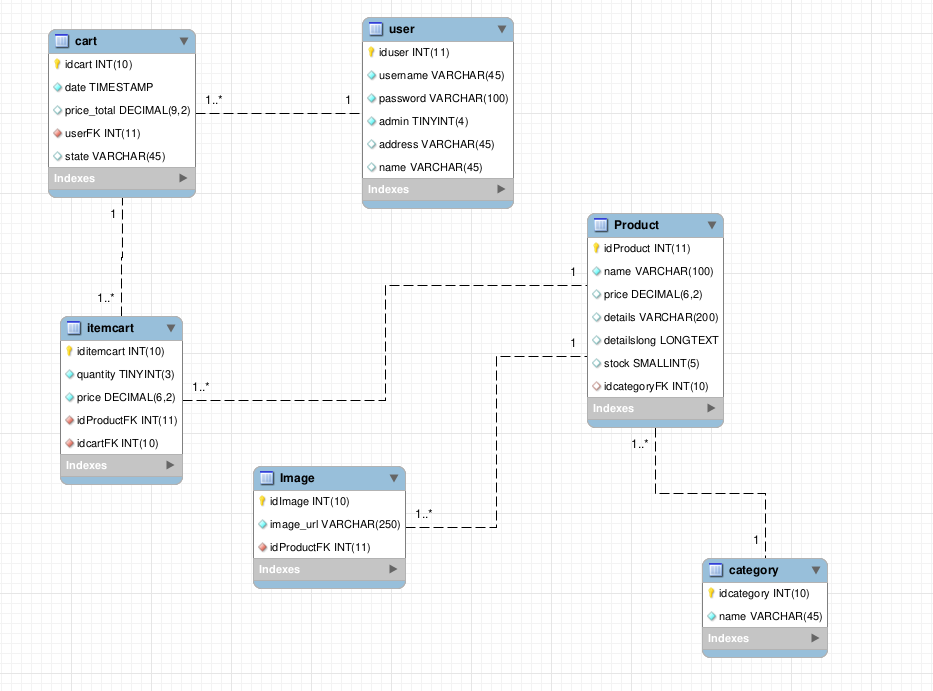 cart
idcart INT(10)
date TIMESTAMP
price_total DECIMAL(9,2)
userFK INT(11)
state VARCHAR(45)
Indexes
1..*
1
user
iduser INT(11)
username VARCHAR(45)
password VARCHAR(100)
admin TINYINT(4)
address VARCHAR(45)
name VARCHAR(45)
Indexes
1
1..*
Product
idProduct INT(11)
name VARCHAR(100)
price DECIMAL(6,2)
details VARCHAR(200)
detailslong LONGTEXT
stock SMALLINT(5)
idcategoryFK INT(10)
Indexes
1
1
itemcart
iditemcart INT(10)
quantity TINYINT(3)
price DECIMAL(6,2)
idProductFK INT(11)
idcartFK INT(10)
Indexes
1..*
1..*
Image
idImage INT(10)
image_url VARCHAR(250)
idProductFK INT(11)
Indexes
1..*
1
category
idcategory INT(10)
name VARCHAR(45)
Indexes